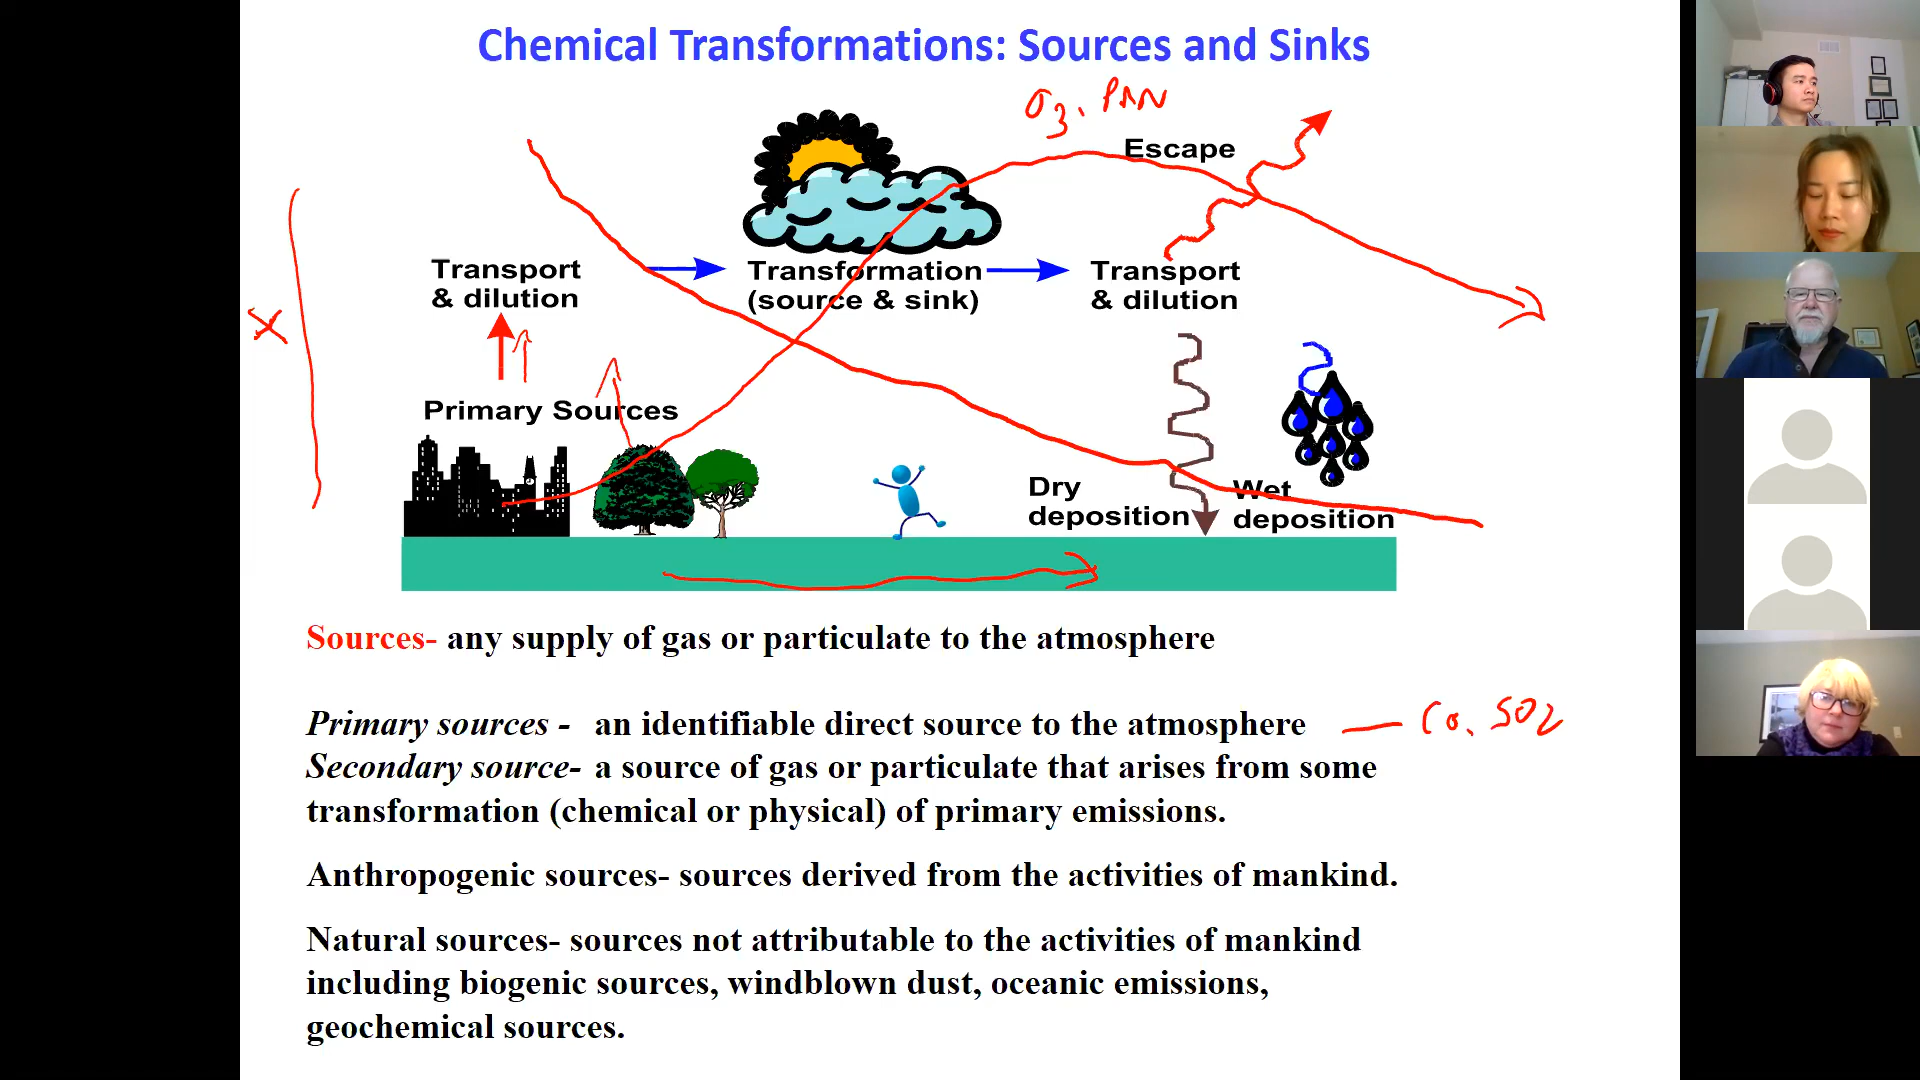 Chemical Transformations: Sources and Sinks
O3, PAN
Escape
Transport
& dilution
Transformation
(source & sink)
Transport
& dilution
X
Primary Sources
Dry
deposition
Wet
deposition
Sources- any supply of gas or particulate to the atmosphere
Primary sources - an identifiable direct source to the atmosphere — CO, SO2
Secondary source- a source of gas or particulate that arises from some
transformation (chemical or physical) of primary emissions.
Anthropogenic sources- sources derived from the activities of mankind.
Natural sources- sources not attributable to the activities of mankind
including biogenic sources, windblown dust, oceanic emissions,
geochemical sources.